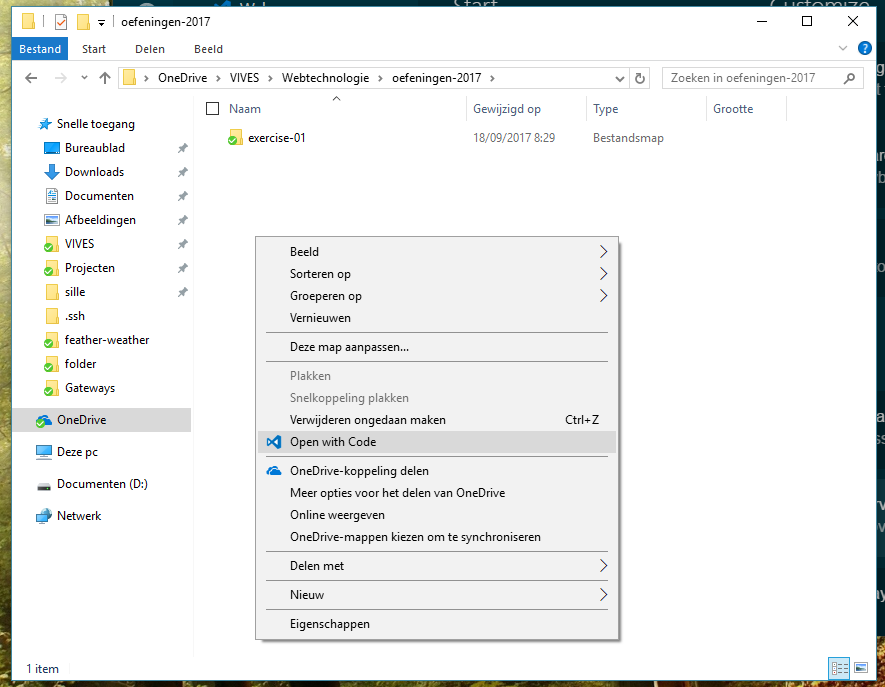 Start
Customize
oefeningen-2017
Bestand Start Delen Beeld
OneDrive VIVES Webtechnologie oefeningen-2017 Zoeken in oefeningen-2017
Naam Gewijzigd op Type Grootte
exercise-01 18/09/2017 8:29 Bestandsmap
Snelle toegang
Bureaublad
Downloads
Documenten
Afbeeldingen
VIVES
Projecten
sille
.ssh
feather-weather
folder
Gateways
OneDrive
Deze pc
Documenten (D:)
Netwerk
Beeld
Sorteren op
Groeperen op
Vernieuwen
Deze map aanpassen...
Plakken
Snelkoppeling plakken
Verwijderen ongedaan maken Ctrl+Z
Open with Code
OneDrive-koppeling delen
Meer opties voor het delen van OneDrive
Online weergeven
OneDrive-mappen kiezen om te synchroniseren
Delen met
Nieuw
Eigenschappen
1 item